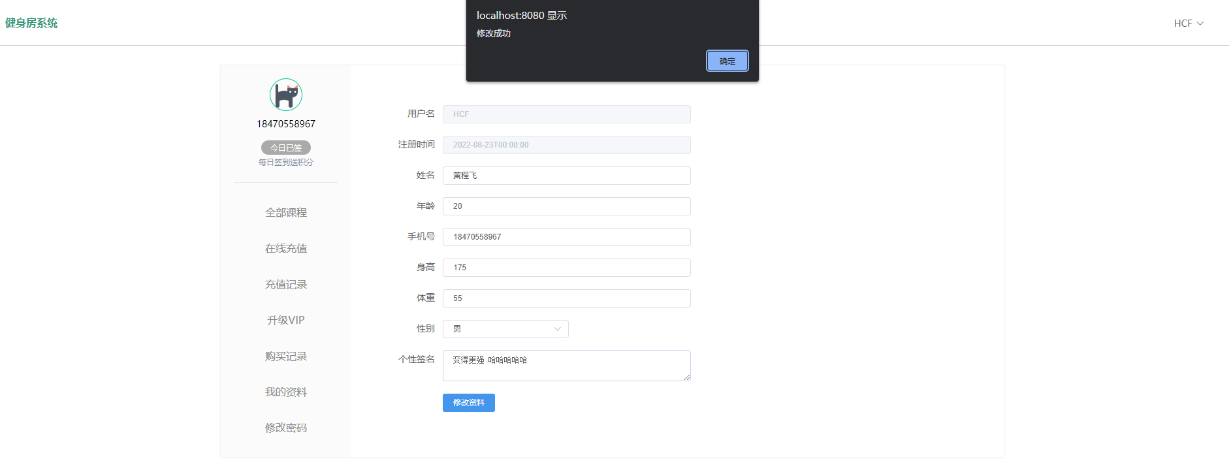 健身房系统
localhost:8080 显示
修改成功
确定
HCF
18470558967
今日已签
每日签到送积分
全部课程
在线充值
充值记录
升级VIP
购买记录
我的资料
修改密码
用户名 HCF
注册时间 2022-08-23T00:00:00
姓名 黄程飞
年龄 20
手机号 18470558967
身高 175
体重 55
性别 男
个性签名 变得更强 哈哈哈哈哈
修改资料